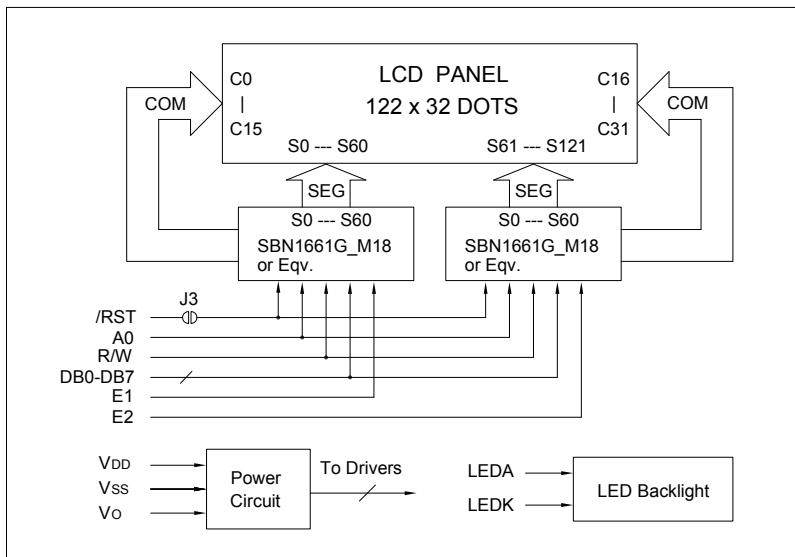 LCD PANEL
122 x 32 DOTS
C0
|
C15
C16
|
C31
COM
COM
S0 --- S60
S61 --- S121
SEG
SEG
S0 --- S60
SBN1661G_M18
or Eqv.
S0 --- S60
SBN1661G_M18
or Eqv.
J3
/RST
A0
R/W
DB0-DB7
E1
E2
VDD
VSS
VO
Power
Circuit
To Drivers
LEDA
LEDK
LED Backlight